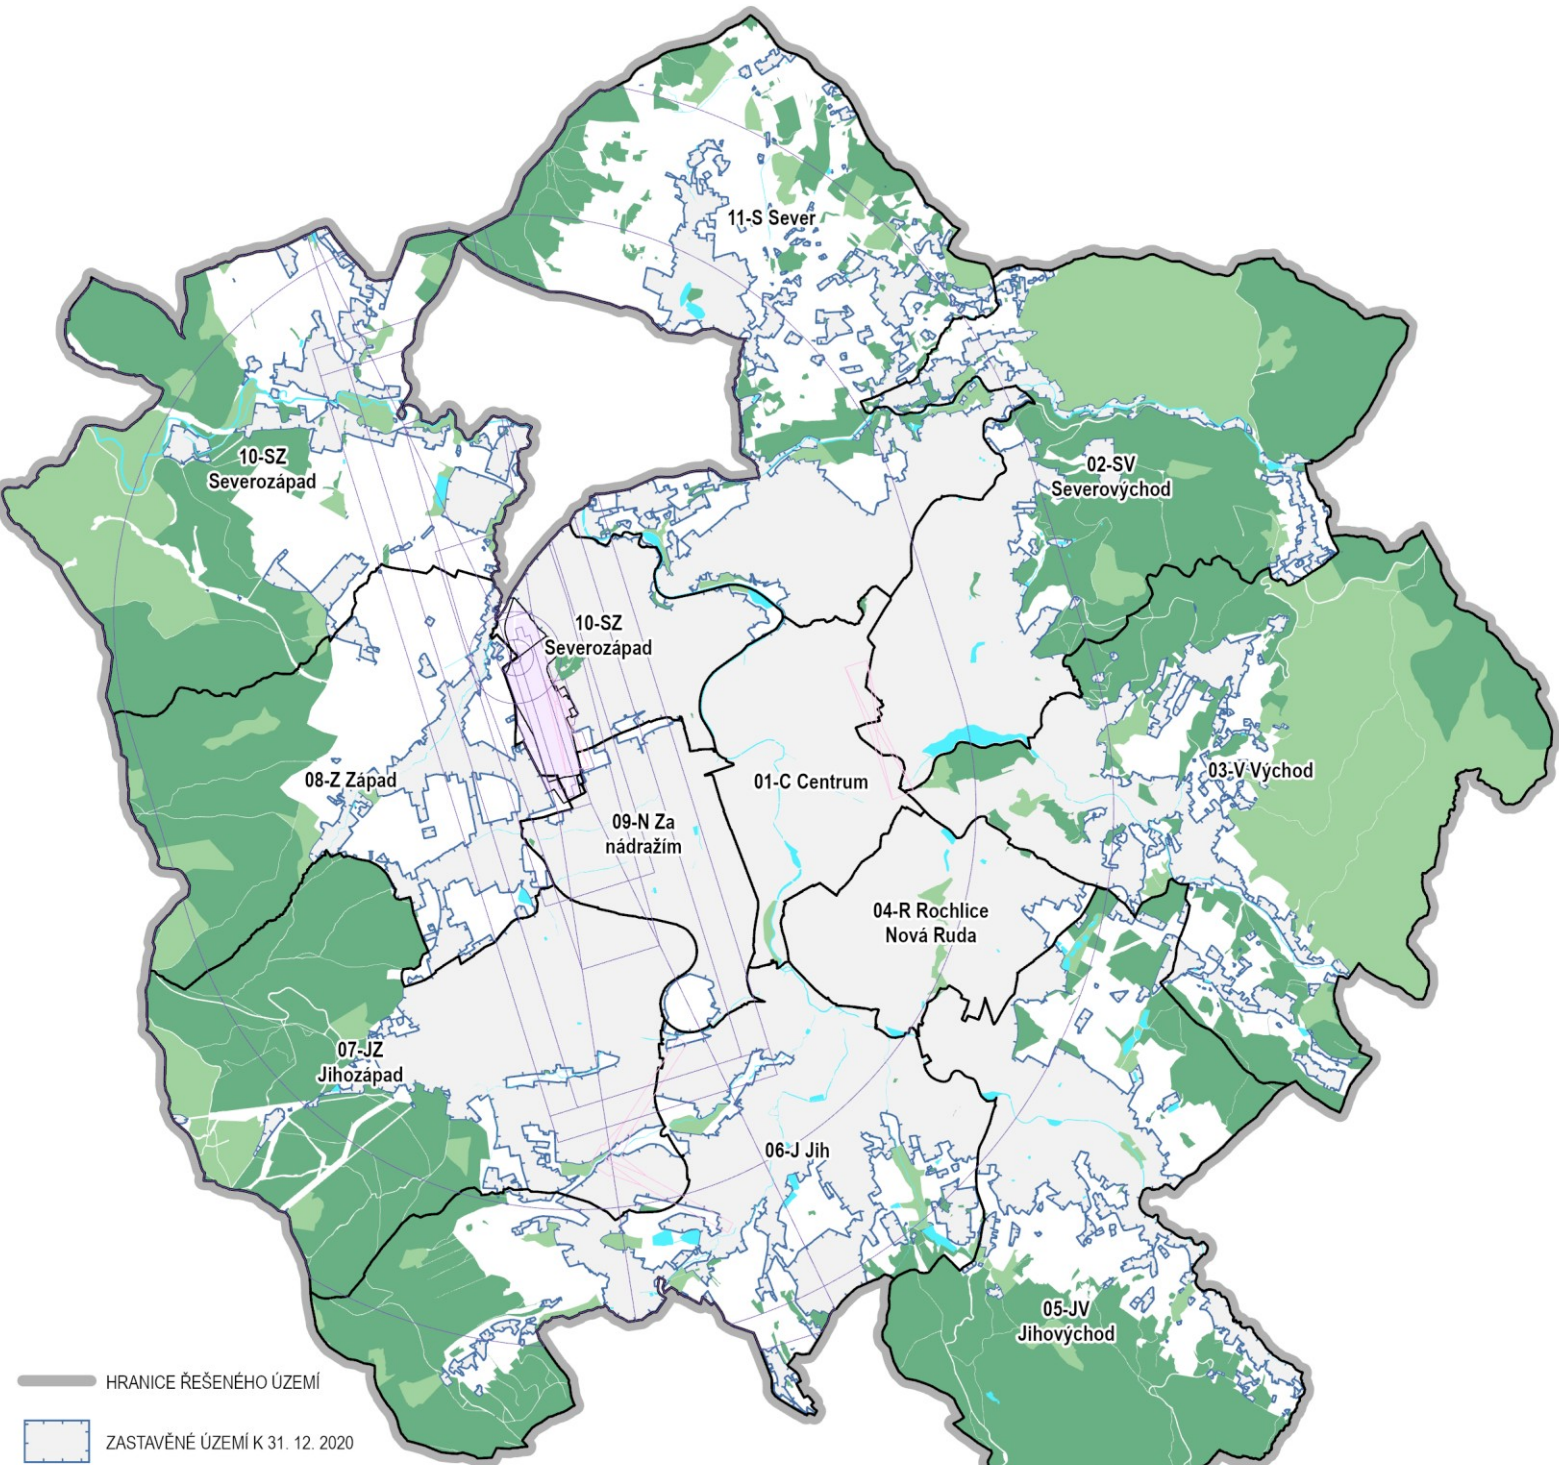 11-S Sever
10-SZ
Severozápad
02-SV
Severovýchod
10-SZ
Severozápad
08-Z Západ
01-C Centrum
03-V Východ
09-N Za
nádražím
04-R Rochlice
Nová Ruda
07-JZ
Jihozápad
06-J Jih
05-JV
Jihovýchod
HRANICE ŘEŠENÉHO ÚZEMÍ
ZASTAVĚNÉ ÚZEMÍ K 31. 12. 2020